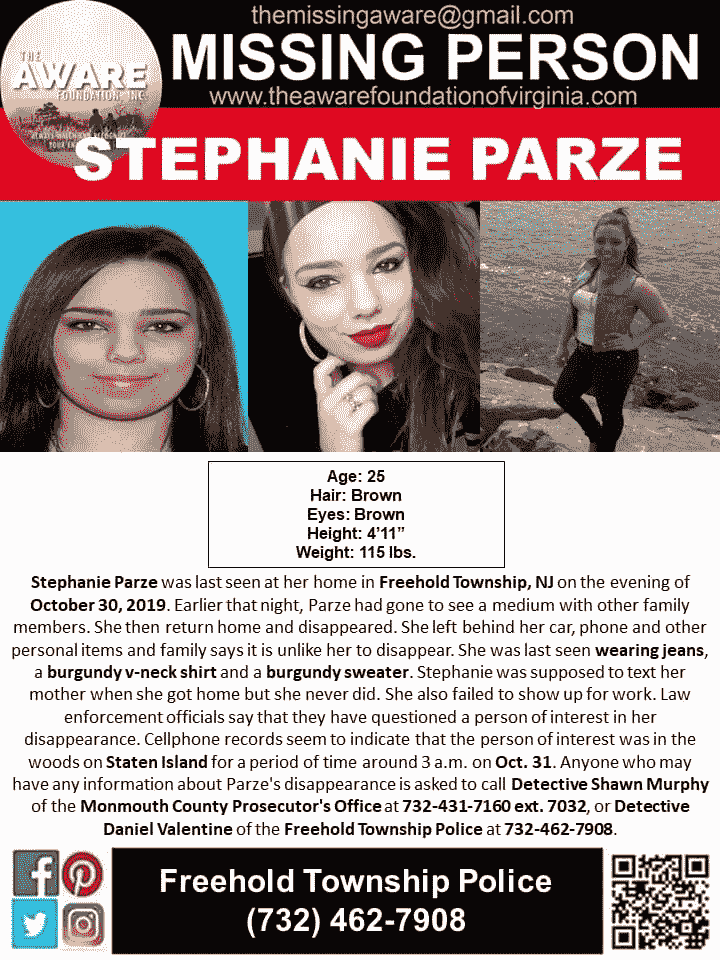 themissingaware@gmail.com
MISSING PERSON
www.theawarefoundationofvirginia.com
THE
AWARE
FOUNDATION, INC.
STEPHANIE PARZE
Age: 25
Hair: Brown
Eyes: Brown
Height: 4’11”
Weight: 115 lbs.
Stephanie Parze was last seen at her home in Freehold Township, NJ on the evening of
October 30, 2019. Earlier that night, Parze had gone to see a medium with other family
members. She then return home and disappeared. She left behind her car, phone and other
personal items and family says it is unlike her to disappear. She was last seen wearing jeans,
a burgundy v-neck shirt and a burgundy sweater. Stephanie was supposed to text her
mother when she got home but she never did. She also failed to show up for work. Law
enforcement officials say that they have questioned a person of interest in her
disappearance. Cellphone records seem to indicate that the person of interest was in the
woods on Staten Island for a period of time around 3 a.m. on Oct. 31. Anyone who may
have any information about Parze's disappearance is asked to call Detective Shawn Murphy
of the Monmouth County Prosecutor's Office at 732-431-7160 ext. 7032, or Detective
Daniel Valentine of the Freehold Township Police at 732-462-7908.
Freehold Township Police
(732) 462-7908